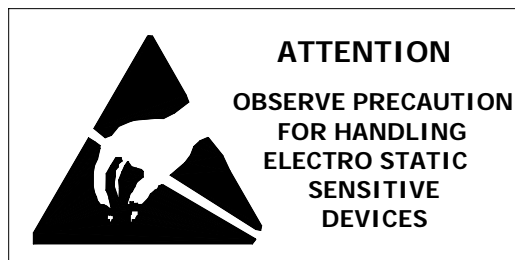 ATTENTION
OBSERVE PRECAUTION
FOR HANDLING
ELECTRO STATIC
SENSITIVE
DEVICES